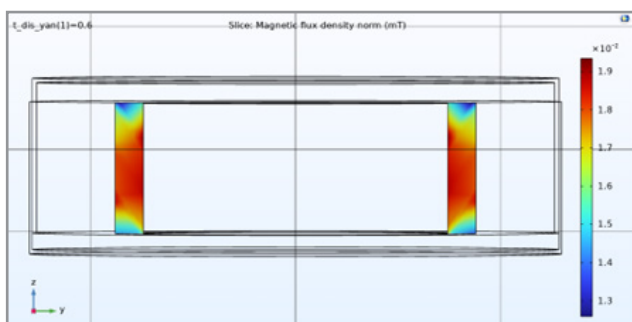 t_dis_yan(1)=0.6
Slice: Magnetic flux density norm (mT)
×10⁻²
1.9
1.8
1.7
1.6
1.5
1.4
1.3
z
y